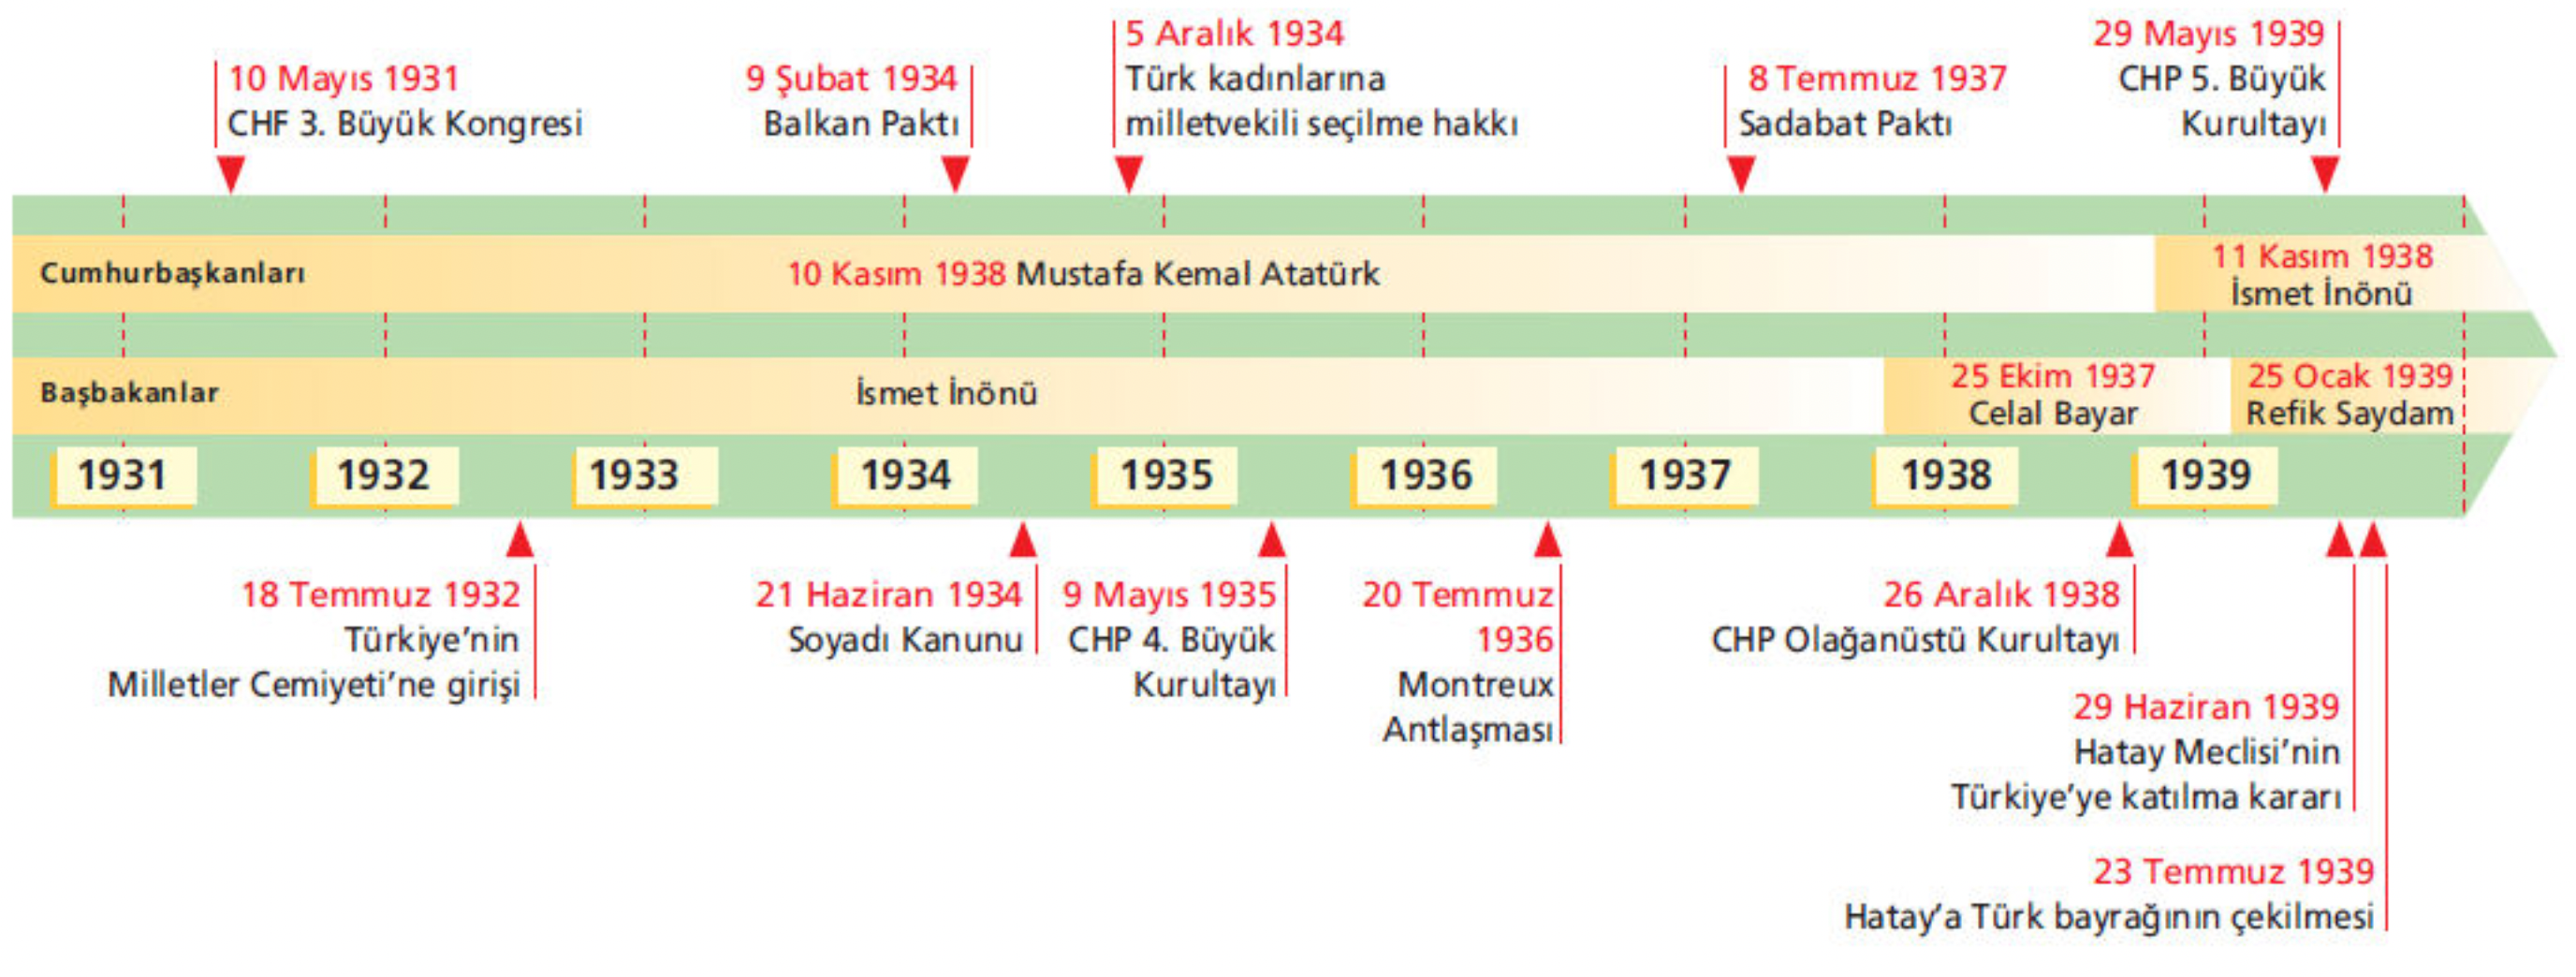 10 Mayıs 1931
CHF 3. Büyük Kongresi
9 Şubat 1934
Balkan Paktı
5 Aralık 1934
Türk kadınlarına
milletvekili seçilme hakkı
8 Temmuz 1937
Sadabat Paktı
29 Mayıs 1939
CHP 5. Büyük
Kurultayı
Cumhurbaşkanları
10 Kasım 1938 Mustafa Kemal Atatürk
11 Kasım 1938
İsmet İnönü
Başbakanlar
İsmet İnönü
25 Ekim 1937
Celal Bayar
25 Ocak 1939
Refik Saydam
1931 1932 1933 1934 1935 1936 1937 1938 1939
18 Temmuz 1932
Türkiye’nin
Milletler Cemiyeti’ne girişi
21 Haziran 1934
Soyadı Kanunu
9 Mayıs 1935
CHP 4. Büyük
Kurultayı
20 Temmuz
1936
Montreux
Antlaşması
26 Aralık 1938
CHP Olağanüstü Kurultayı
29 Haziran 1939
Hatay Meclisi’nin
Türkiye’ye katılma kararı
23 Temmuz 1939
Hatay’a Türk bayrağının çekilmesi